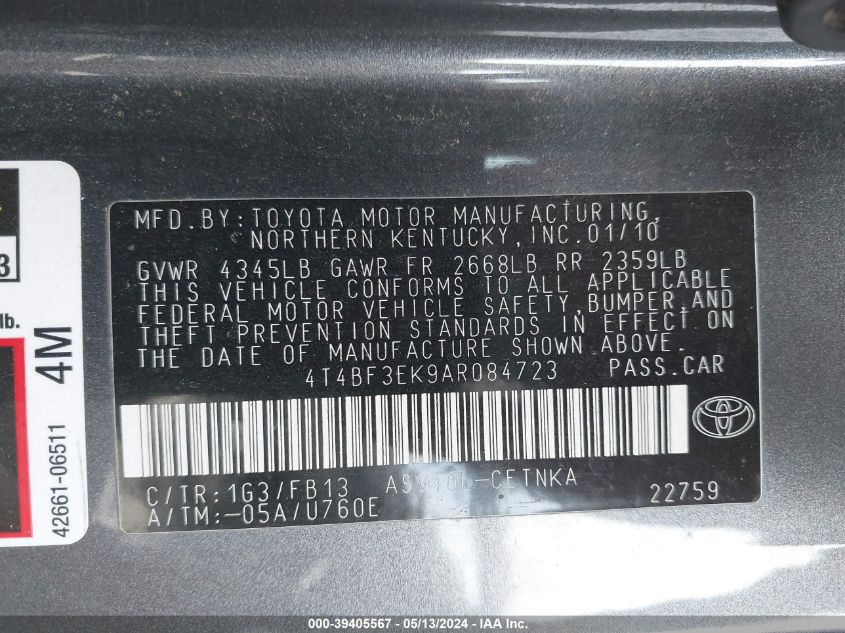 MFD.BY:TOYOTA MOTOR MANUFACTURING,
NORTHERN KENTUCKY,INC.01/10
GVWR 4345LB GAWR FR 2668LB RR 2359LB
THIS VEHICLE CONFORMS TO ALL APPLICABLE
FEDERAL MOTOR VEHICLE SAFETY,BUMPER,AND
THEFT PREVENTION STANDARDS IN EFFECT ON
THE DATE OF MANUFACTURE SHOWN ABOVE.
4T4BF3EK9AR084723 PASS.CAR
C/TR:1G3/FB13
A/TM:-05A/U760E
22759
3
lb.
4M
42661-06511
000-39405567 - 05/13/2024 - IAA Inc.